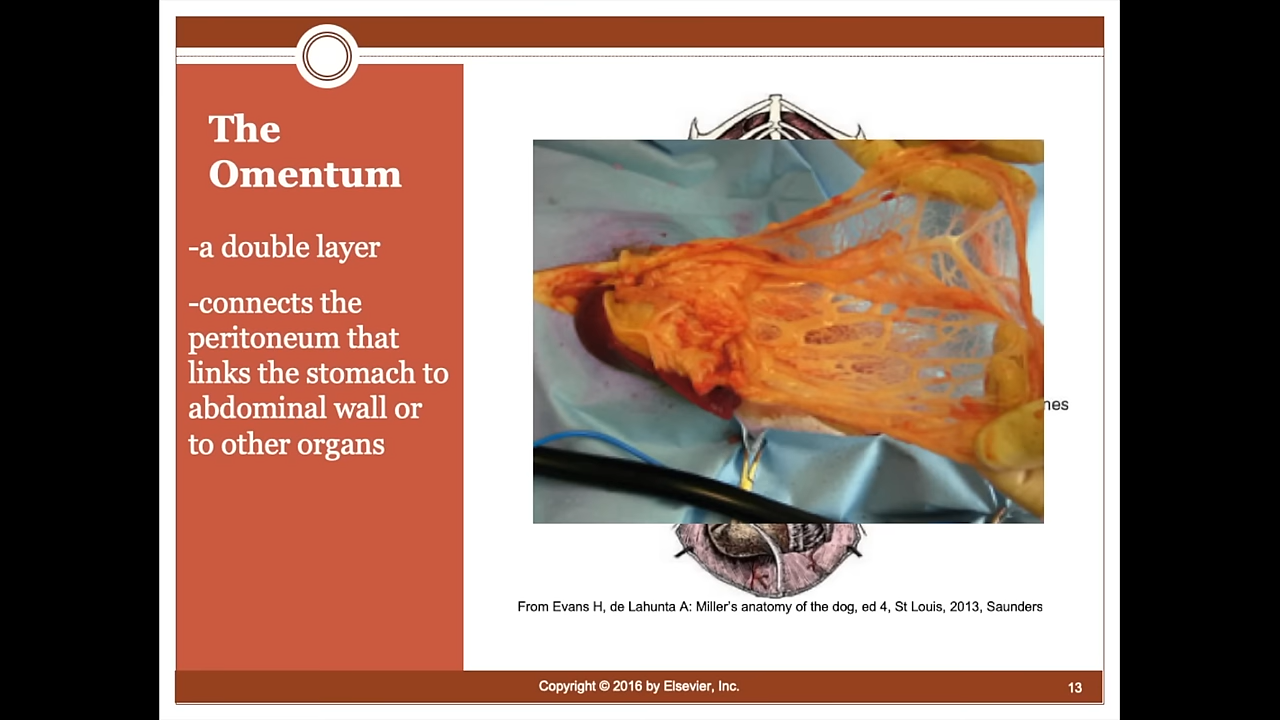 The
Omentum
-a double layer
-connects the
peritoneum that
links the stomach to
abdominal wall or
to other organs
From Evans H, de Lahunta A: Miller's anatomy of the dog, ed 4, St Louis, 2013, Saunders
Copyright © 2016 by Elsevier, Inc.
13